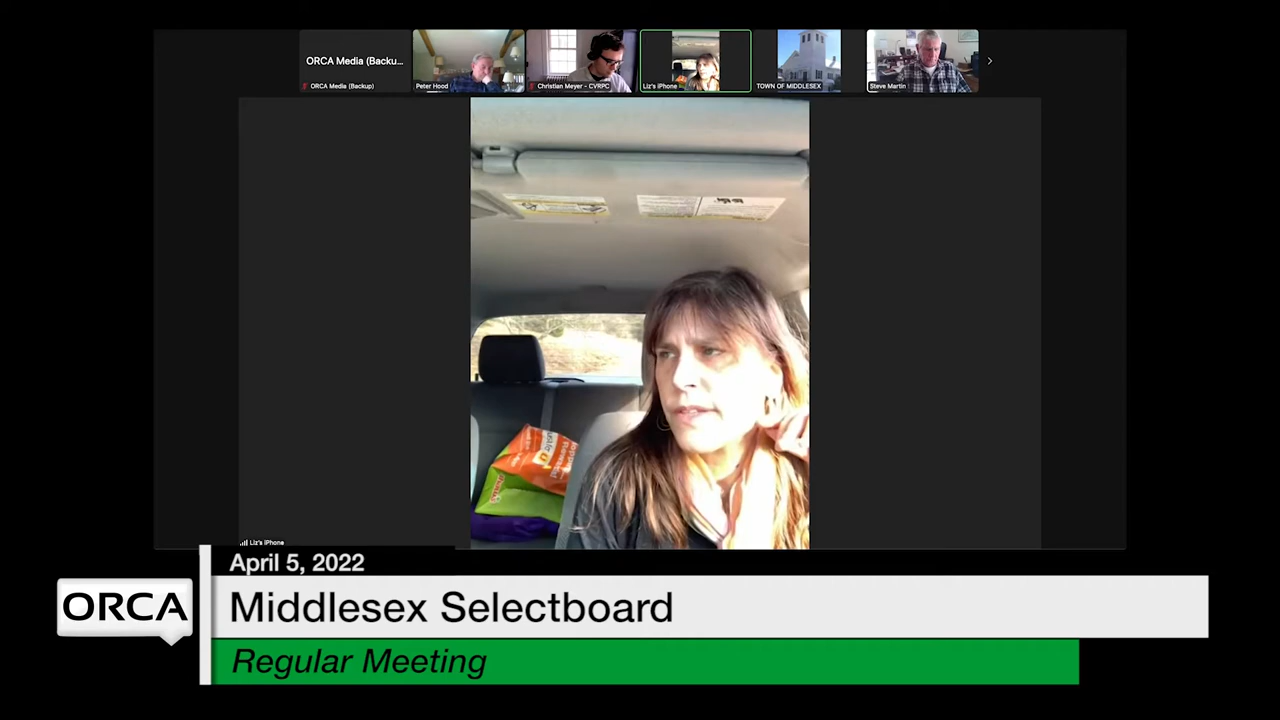 ORCA Media (Backu...
ORCA Media (Backup)
Peter Hood
Christian Meyer - CVRPC
Liz's iPhone
TOWN OF MIDDLESEX
Steve Martin
Liz's iPhone
April 5, 2022
ORCA
Middlesex Selectboard
Regular Meeting